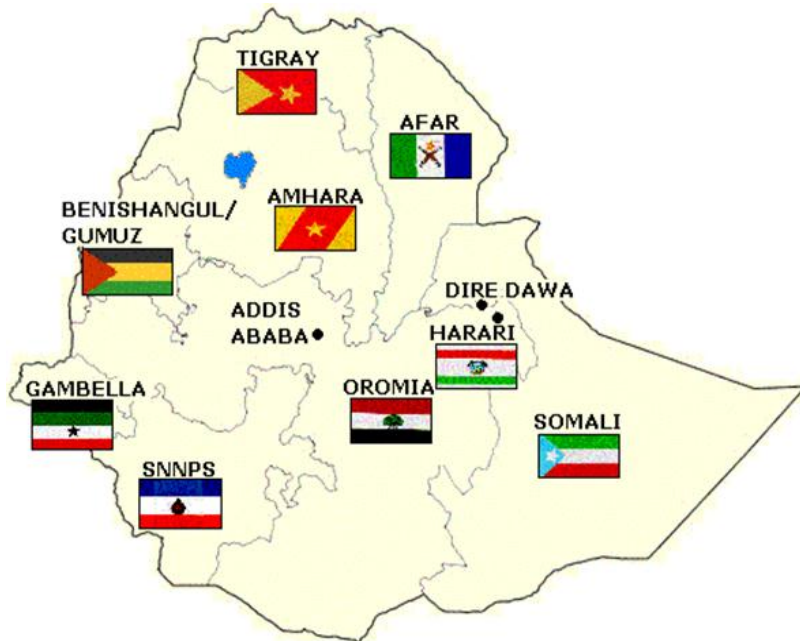 TIGRAY
AFAR
AMHARA
BENISHANGUL/
GUMUZ
DIRE DAWA
ADDIS
ABABA
HARARI
GAMBELLA
OROMIA
SOMALI
SNNPS